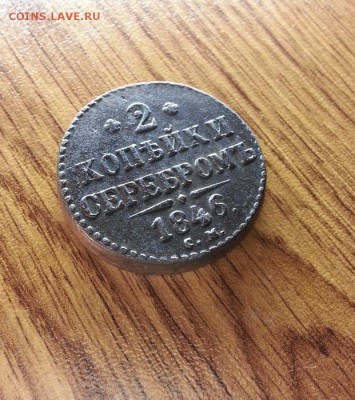 COINS.LAVE.RU
2
КОПѢЙКИ
СЕРЕБРОМЪ
1846.
С. М.